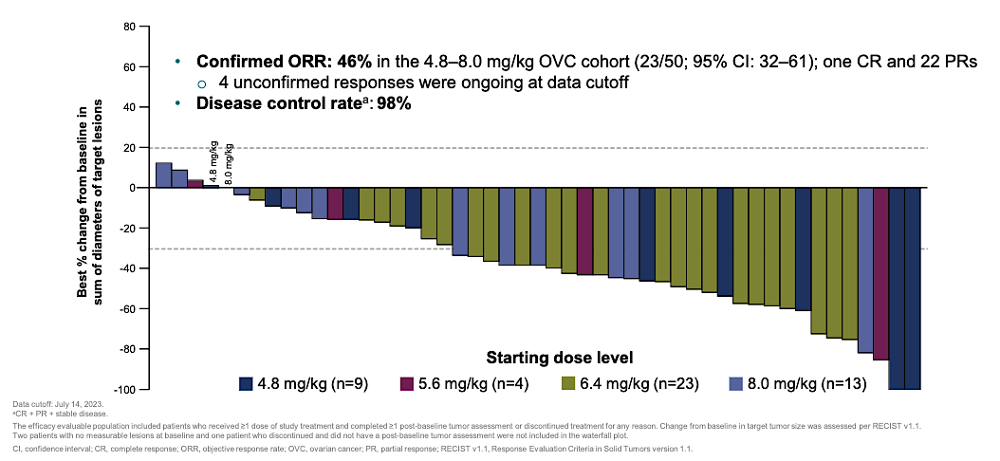 80
60
40
20
0
-20
-40
-60
-80
-100
Best % change from baseline in
sum of diameters of target lesions
• Confirmed ORR: 46% in the 4.8–8.0 mg/kg OVC cohort (23/50; 95% CI: 32–61); one CR and 22 PRs
○ 4 unconfirmed responses were ongoing at data cutoff
• Disease control rateᵃ: 98%
4.8 mg/kg
8.0 mg/kg
Starting dose level
4.8 mg/kg (n=9) 5.6 mg/kg (n=4) 6.4 mg/kg (n=23) 8.0 mg/kg (n=13)
Data cutoff: July 14, 2023.
ᵃCR + PR + stable disease.
The efficacy evaluable population included patients who received ≥1 dose of study treatment and completed ≥1 post-baseline tumor assessment or discontinued treatment for any reason. Change from baseline in target tumor size was assessed per RECIST v1.1.
Two patients with no measurable lesions at baseline and one patient who discontinued and did not have a post-baseline tumor assessment were not included in the waterfall plot.
CI, confidence interval; CR, complete response; ORR, objective response rate; OVC, ovarian cancer; PR, partial response; RECIST v1.1, Response Evaluation Criteria in Solid Tumors version 1.1.